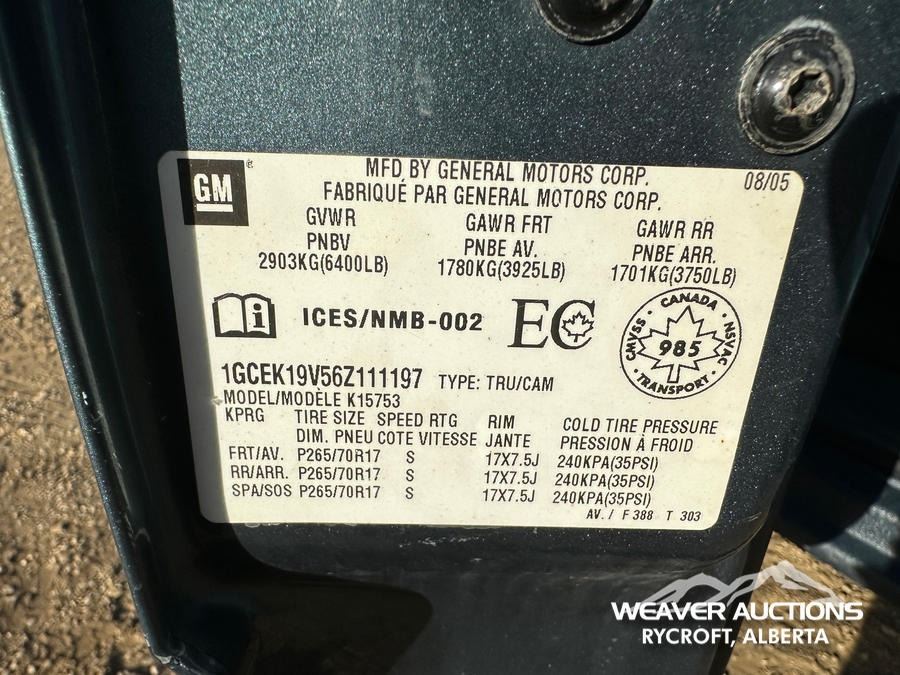 GM
MFD BY GENERAL MOTORS CORP. 08/05
FABRIQUÉ PAR GENERAL MOTORS CORP.
GVWR GAWR FRT GAWR RR
PNBV PNBE AV. PNBE ARR.
2903KG(6400LB) 1780KG(3925LB) 1701KG(3750LB)
ICES/NMB-002 EC
CANADA
CMVSS 985 NSVAC
TRANSPORT
1GCEK19V56Z111197 TYPE: TRU/CAM
MODEL/MODÈLE K15753
KPRG TIRE SIZE SPEED RTG RIM COLD TIRE PRESSURE
DIM. PNEU COTE VITESSE JANTE PRESSION À FROID
FRT/AV. P265/70R17 S 17X7.5J 240KPA(35PSI)
RR/ARR. P265/70R17 S 17X7.5J 240KPA(35PSI)
SPA/SOS P265/70R17 S 17X7.5J 240KPA(35PSI)
AV. / F 388 T 303
WEAVER AUCTIONS
RYCROFT, ALBERTA